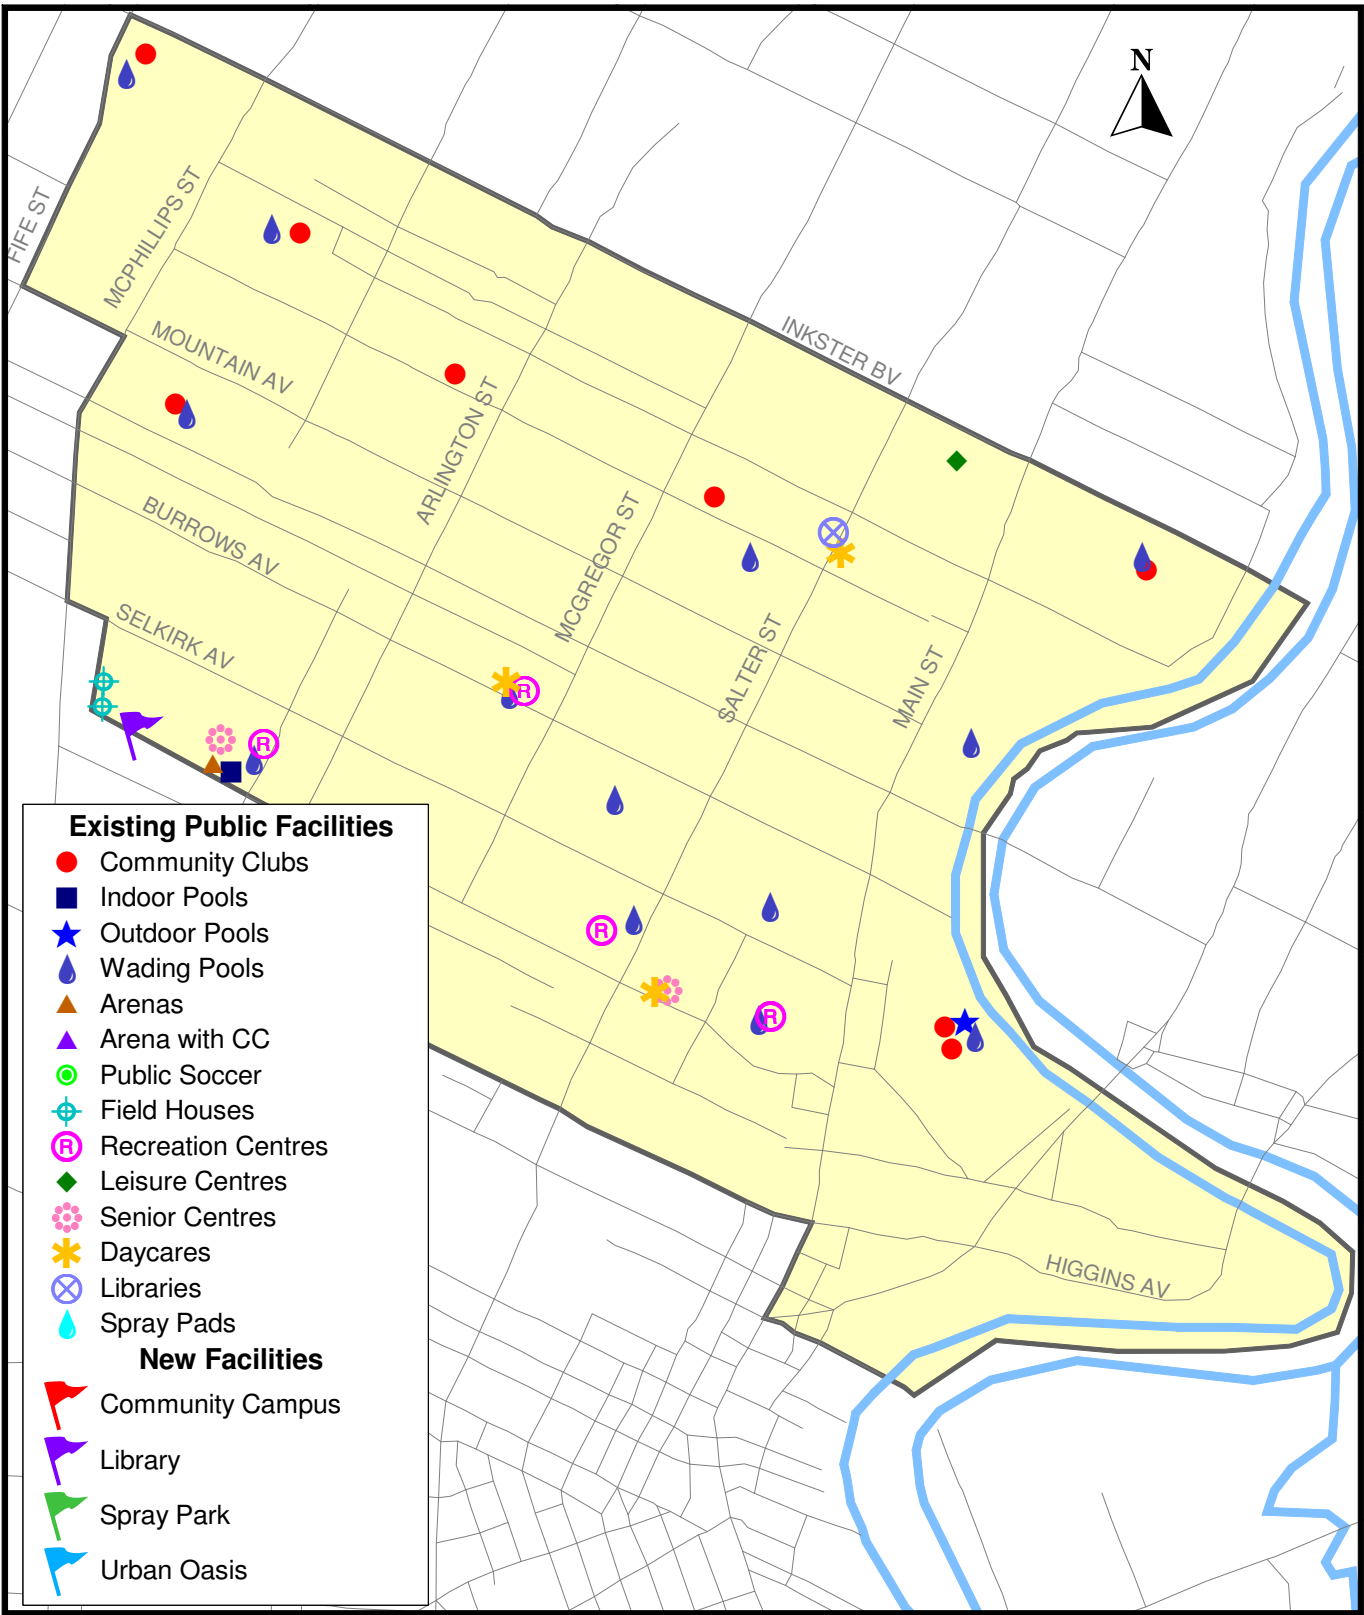 N
FIFE ST
MCPHILLIPS ST
MOUNTAIN AV
INKSTER BV
ARLINGTON ST
BURROWS AV
MCGREGOR ST
SELKIRK AV
SALTER ST
MAIN ST
R
R
R
R
HIGGINS AV
Existing Public Facilities
Community Clubs
Indoor Pools
Outdoor Pools
Wading Pools
Arenas
Arena with CC
Public Soccer
Field Houses
R Recreation Centres
Leisure Centres
Senior Centres
Daycares
Libraries
Spray Pads
New Facilities
Community Campus
Library
Spray Park
Urban Oasis